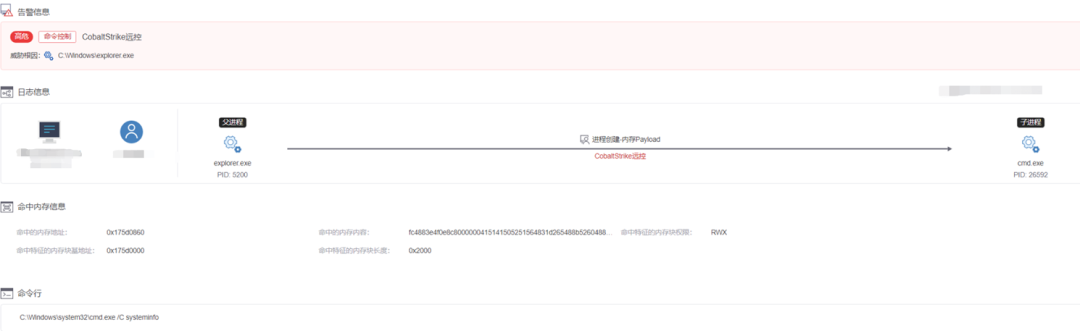 告警信息
高危 命令控制 CobaltStrike远控
威胁根因： C:\Windows\explorer.exe
日志信息
父进程
explorer.exe
PID: 5200
进程创建-内存Payload
CobaltStrike远控
子进程
cmd.exe
PID: 26592
命中内存信息
命中的内存地址： 0x175d0860 命中的内存内容： fc4883e4f0e8c8000000415141505251564831d265488b5260488... 命中特征的内存块权限： RWX
命中特征的内存块基地址： 0x175d0000 命中特征的内存块长度： 0x2000
命令行
C:\Windows\system32\cmd.exe /C systeminfo